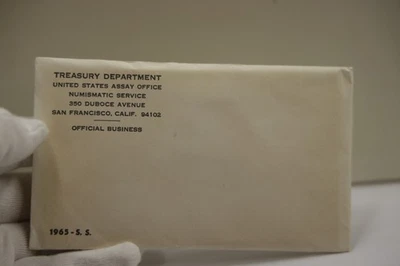 TREASURY DEPARTMENT
UNITED STATES ASSAY OFFICE
NUMISMATIC SERVICE
350 DUBOCE AVENUE
SAN FRANCISCO, CALIF. 94102
OFFICIAL BUSINESS
1965 - S. S.